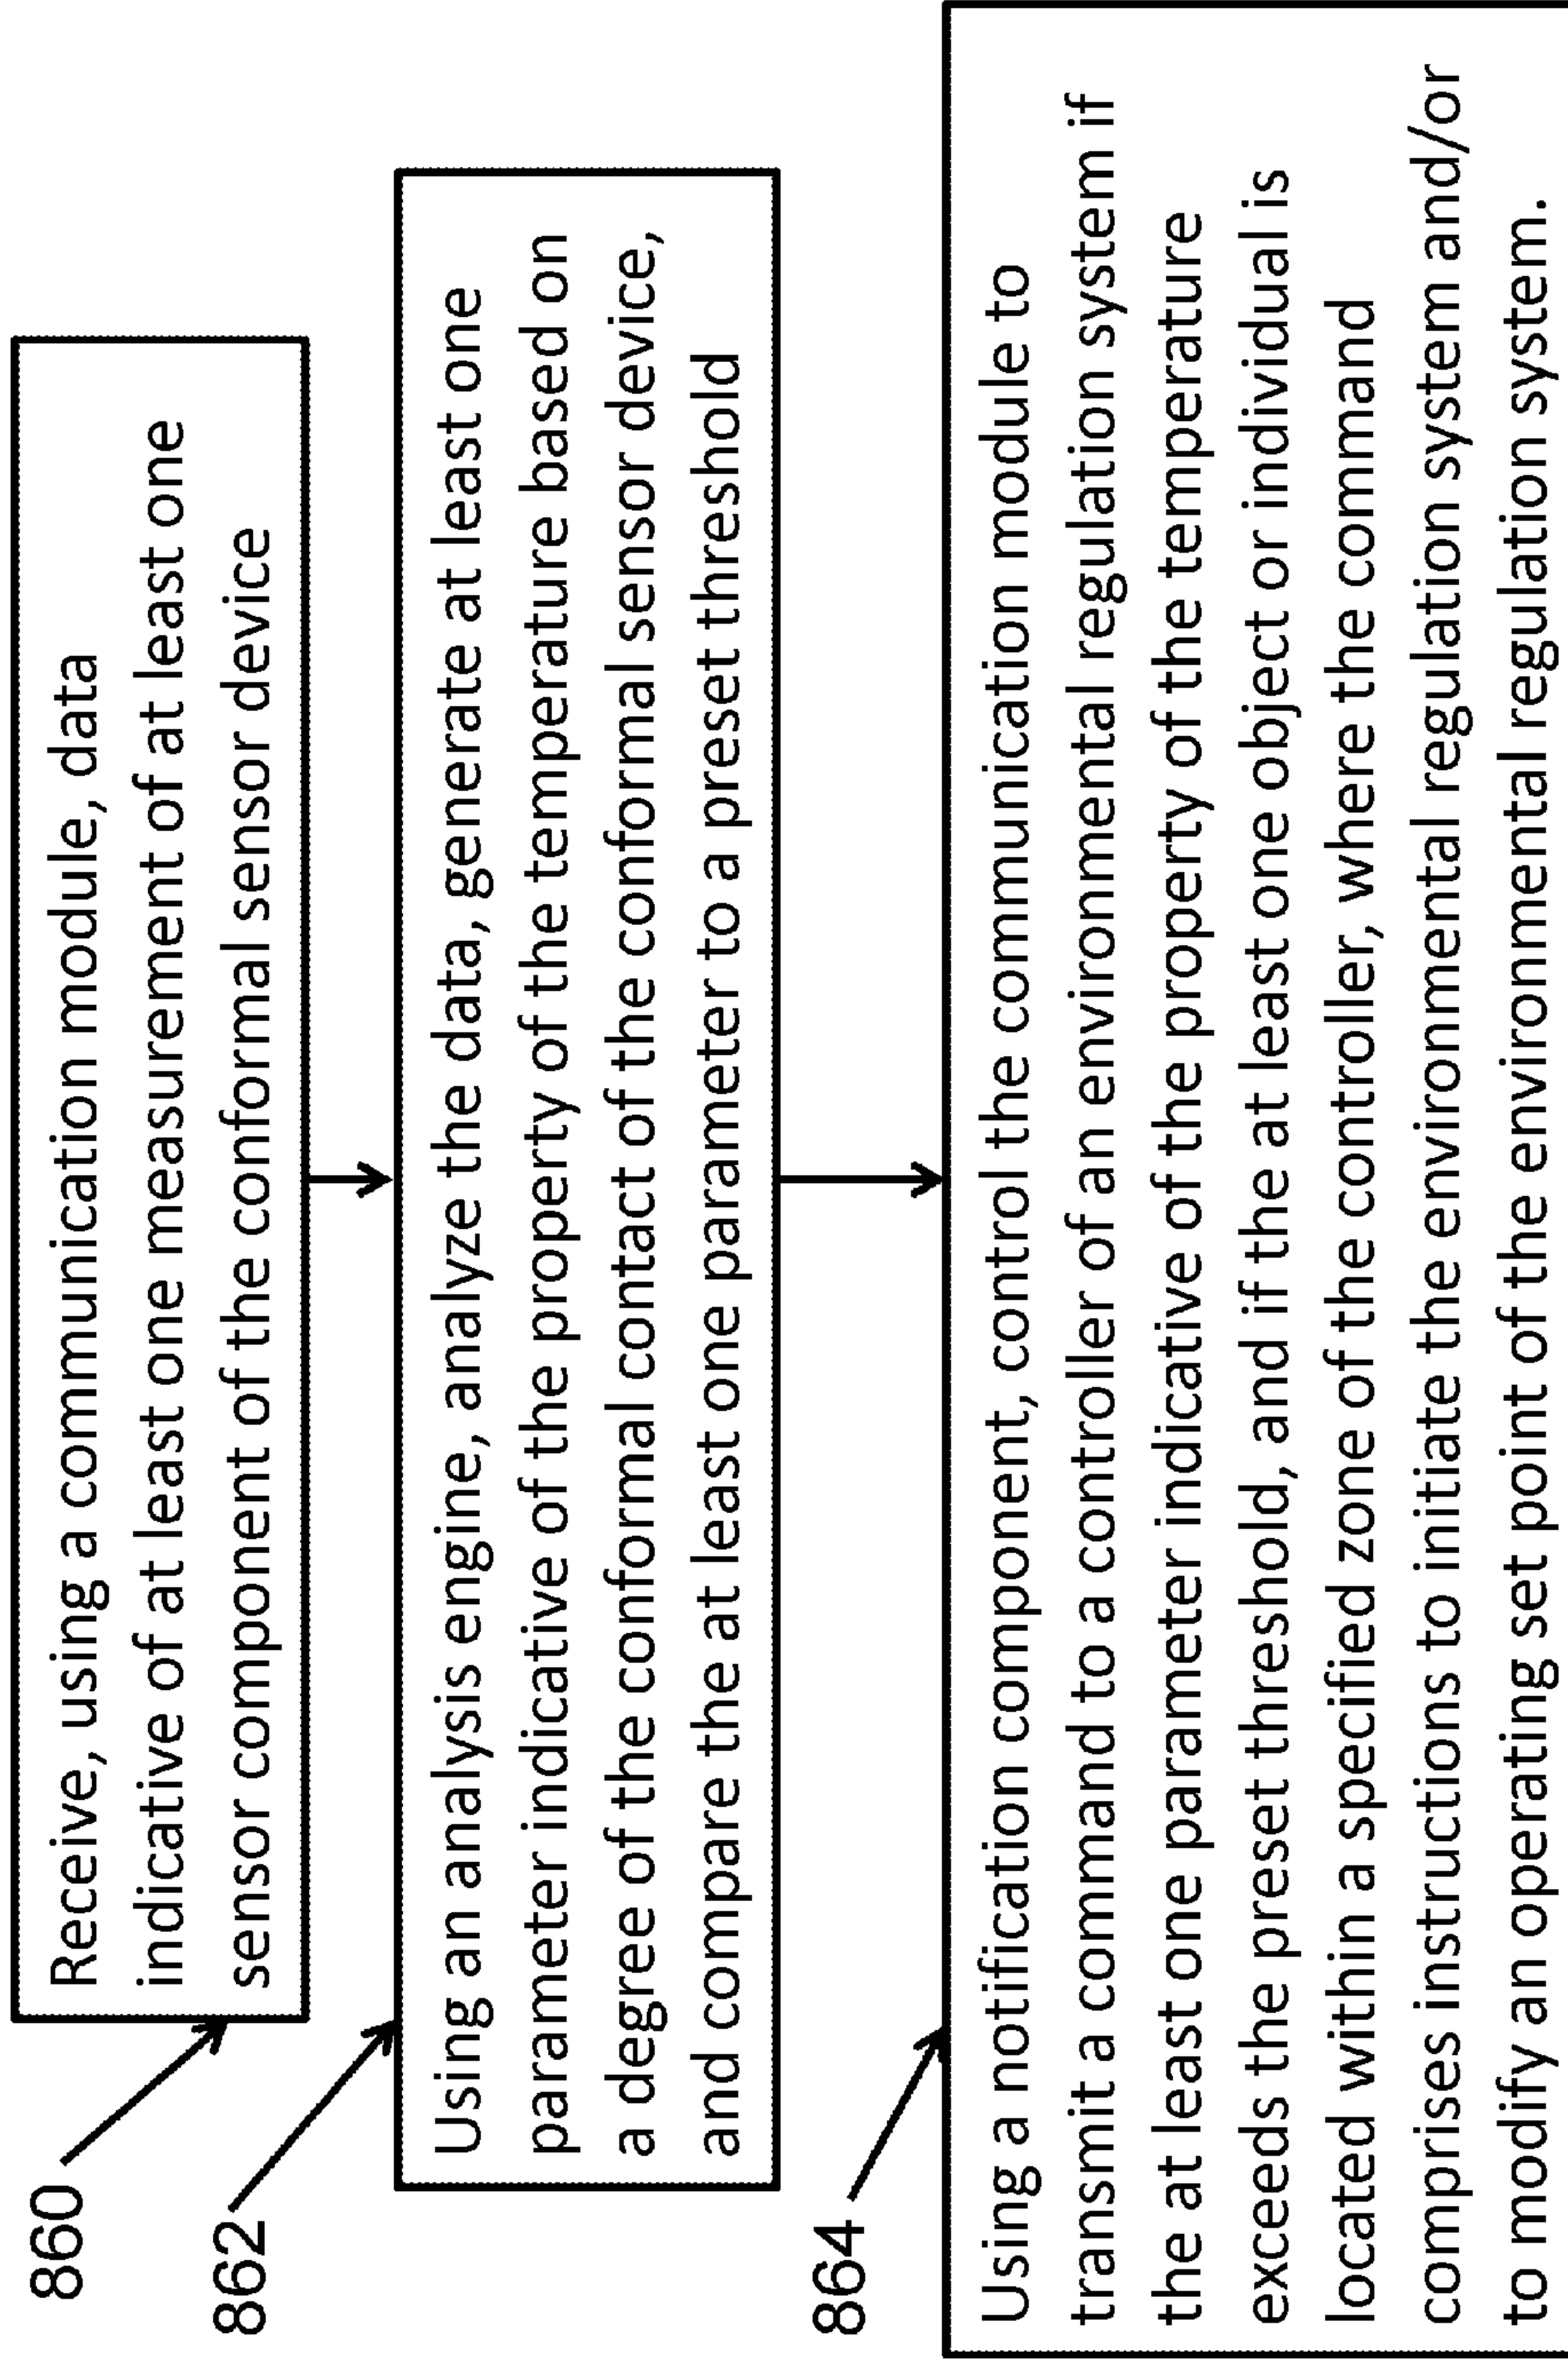 860
Receive, using a communication module, data
indicative of at least one measurement of at least one
sensor component of the conformal sensor device
862
Using an analysis engine, analyze the data, generate at least one
parameter indicative of the property of the temperature based on
a degree of the conformal contact of the conformal sensor device,
and compare the at least one parameter to a preset threshold
864
Using a notification component, control the communication module to
transmit a command to a controller of an environmental regulation system if
the at least one parameter indicative of the property of the temperature
exceeds the preset threshold, and if the at least one object or individual is
located within a specified zone of the controller, where the command
comprises instructions to initiate the environmental regulation system and/or
to modify an operating set point of the environmental regulation system.